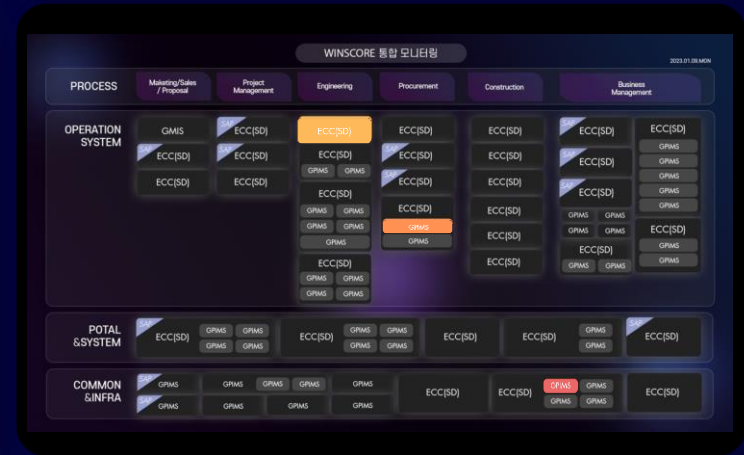 WINSCORE 통합 모니터링
2023.01.09.MON
PROCESS
Maketing/Sales
/ Proposal
Project
Management
Engineering
Procurement
Construction
Business
Management
OPERATION
SYSTEM
GMIS
SAP
ECC(SD)
ECC(SD)
SAP
ECC(SD)
SAP
ECC(SD)
ECC(SD)
ECC(SD)
ECC(SD)
GPIMS GPIMS
ECC(SD)
GPIMS GPIMS
GPIMS GPIMS
GPIMS
ECC(SD)
GPIMS GPIMS
GPIMS GPIMS
ECC(SD)
SAP
ECC(SD)
SAP
ECC(SD)
ECC(SD)
GPIMS
GPIMS
ECC(SD)
ECC(SD)
ECC(SD)
ECC(SD)
ECC(SD)
ECC(SD)
SAP
ECC(SD)
SAP
ECC(SD)
SAP
ECC(SD)
GPIMS GPIMS
GPIMS GPIMS
ECC(SD)
GPIMS GPIMS
ECC(SD)
GPIMS
GPIMS
GPIMS
GPIMS
GPIMS
ECC(SD)
GPIMS
GPIMS
POTAL
&SYSTEM
SAP
ECC(SD)
GPIMS GPIMS
GPIMS GPIMS
ECC(SD)
GPIMS GPIMS
GPIMS GPIMS
ECC(SD)
ECC(SD)
GPIMS
GPIMS
SAP
ECC(SD)
COMMON
&INFRA
SAP
GPIMS GPIMS GPIMS GPIMS GPIMS
SAP
GPIMS GPIMS GPIMS GPIMS
ECC(SD)
ECC(SD)
GPIMS GPIMS
GPIMS GPIMS
ECC(SD)